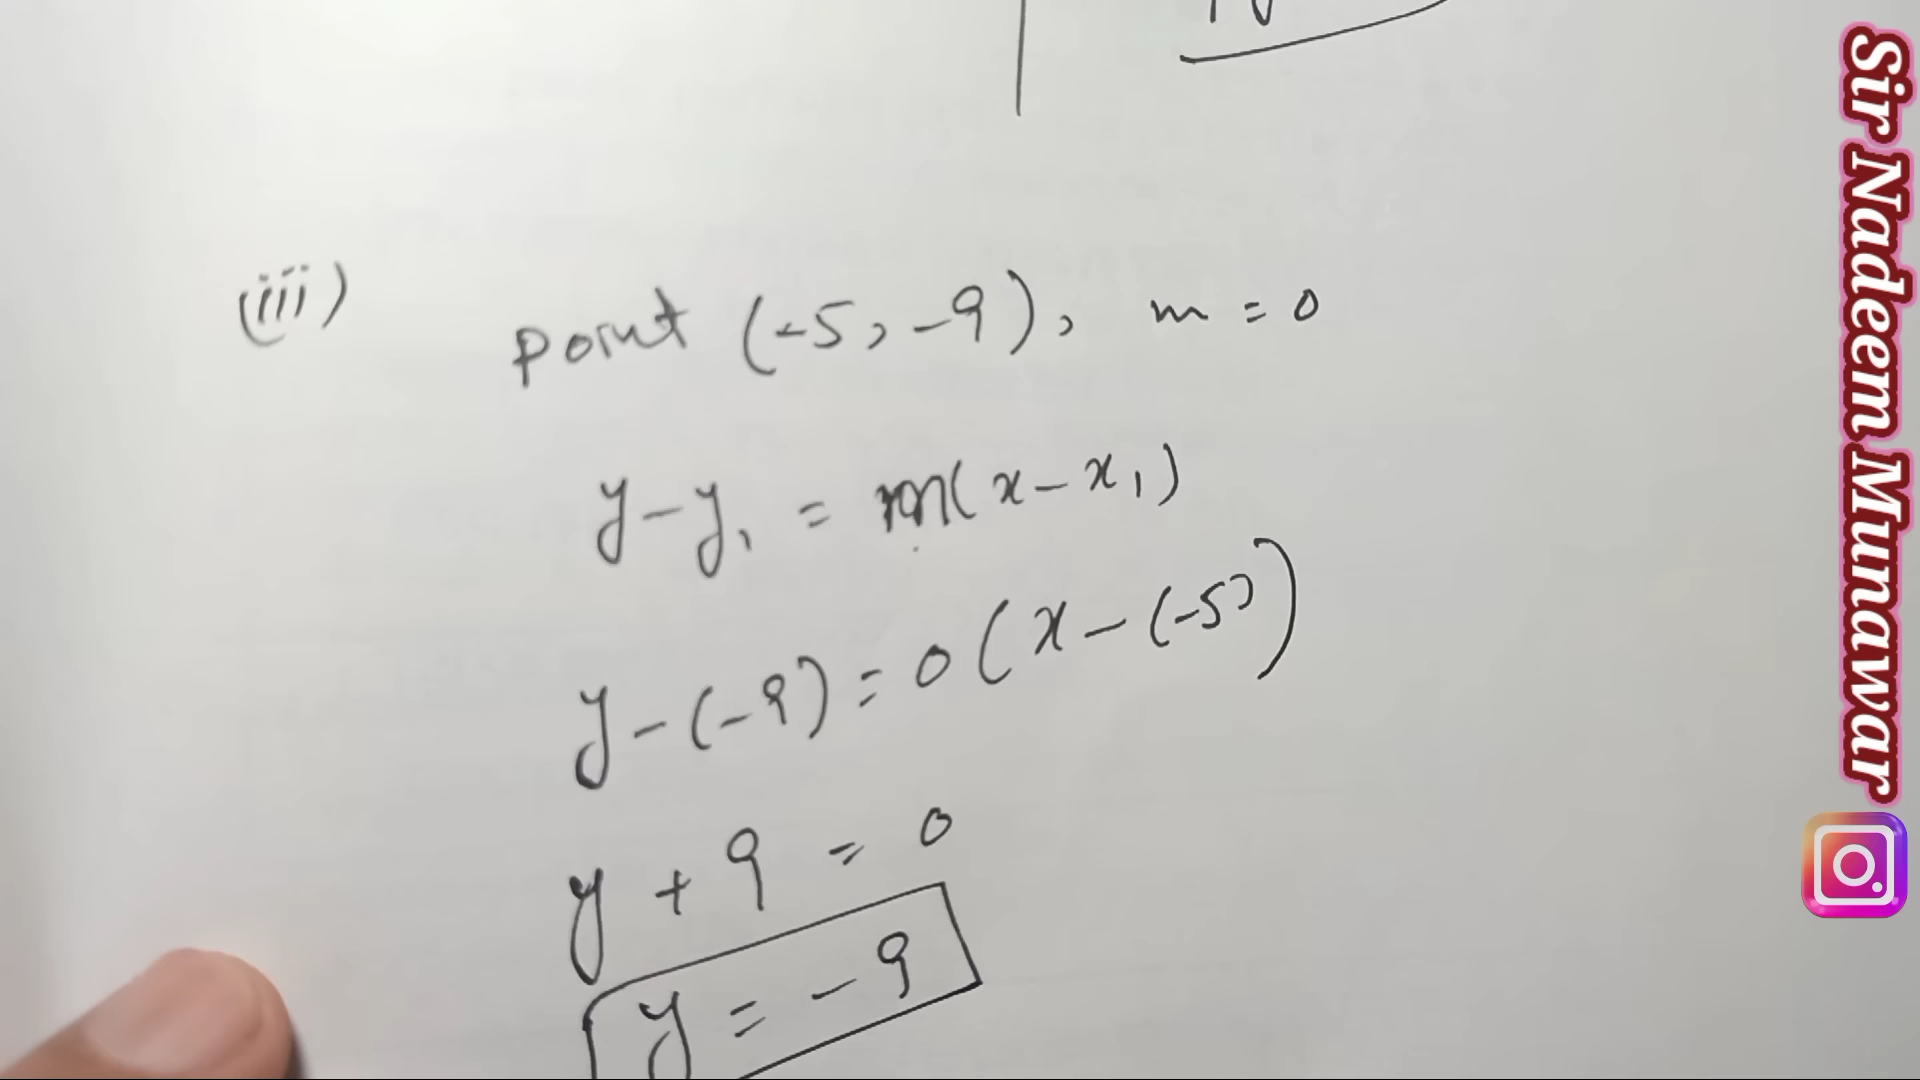 (iii) point (-5, -9), m = 0
y - y₁ = m(x - x₁)
y - (-9) = 0(x - (-5))
y + 9 = 0
y = -9
Sir Nadeem Munawar